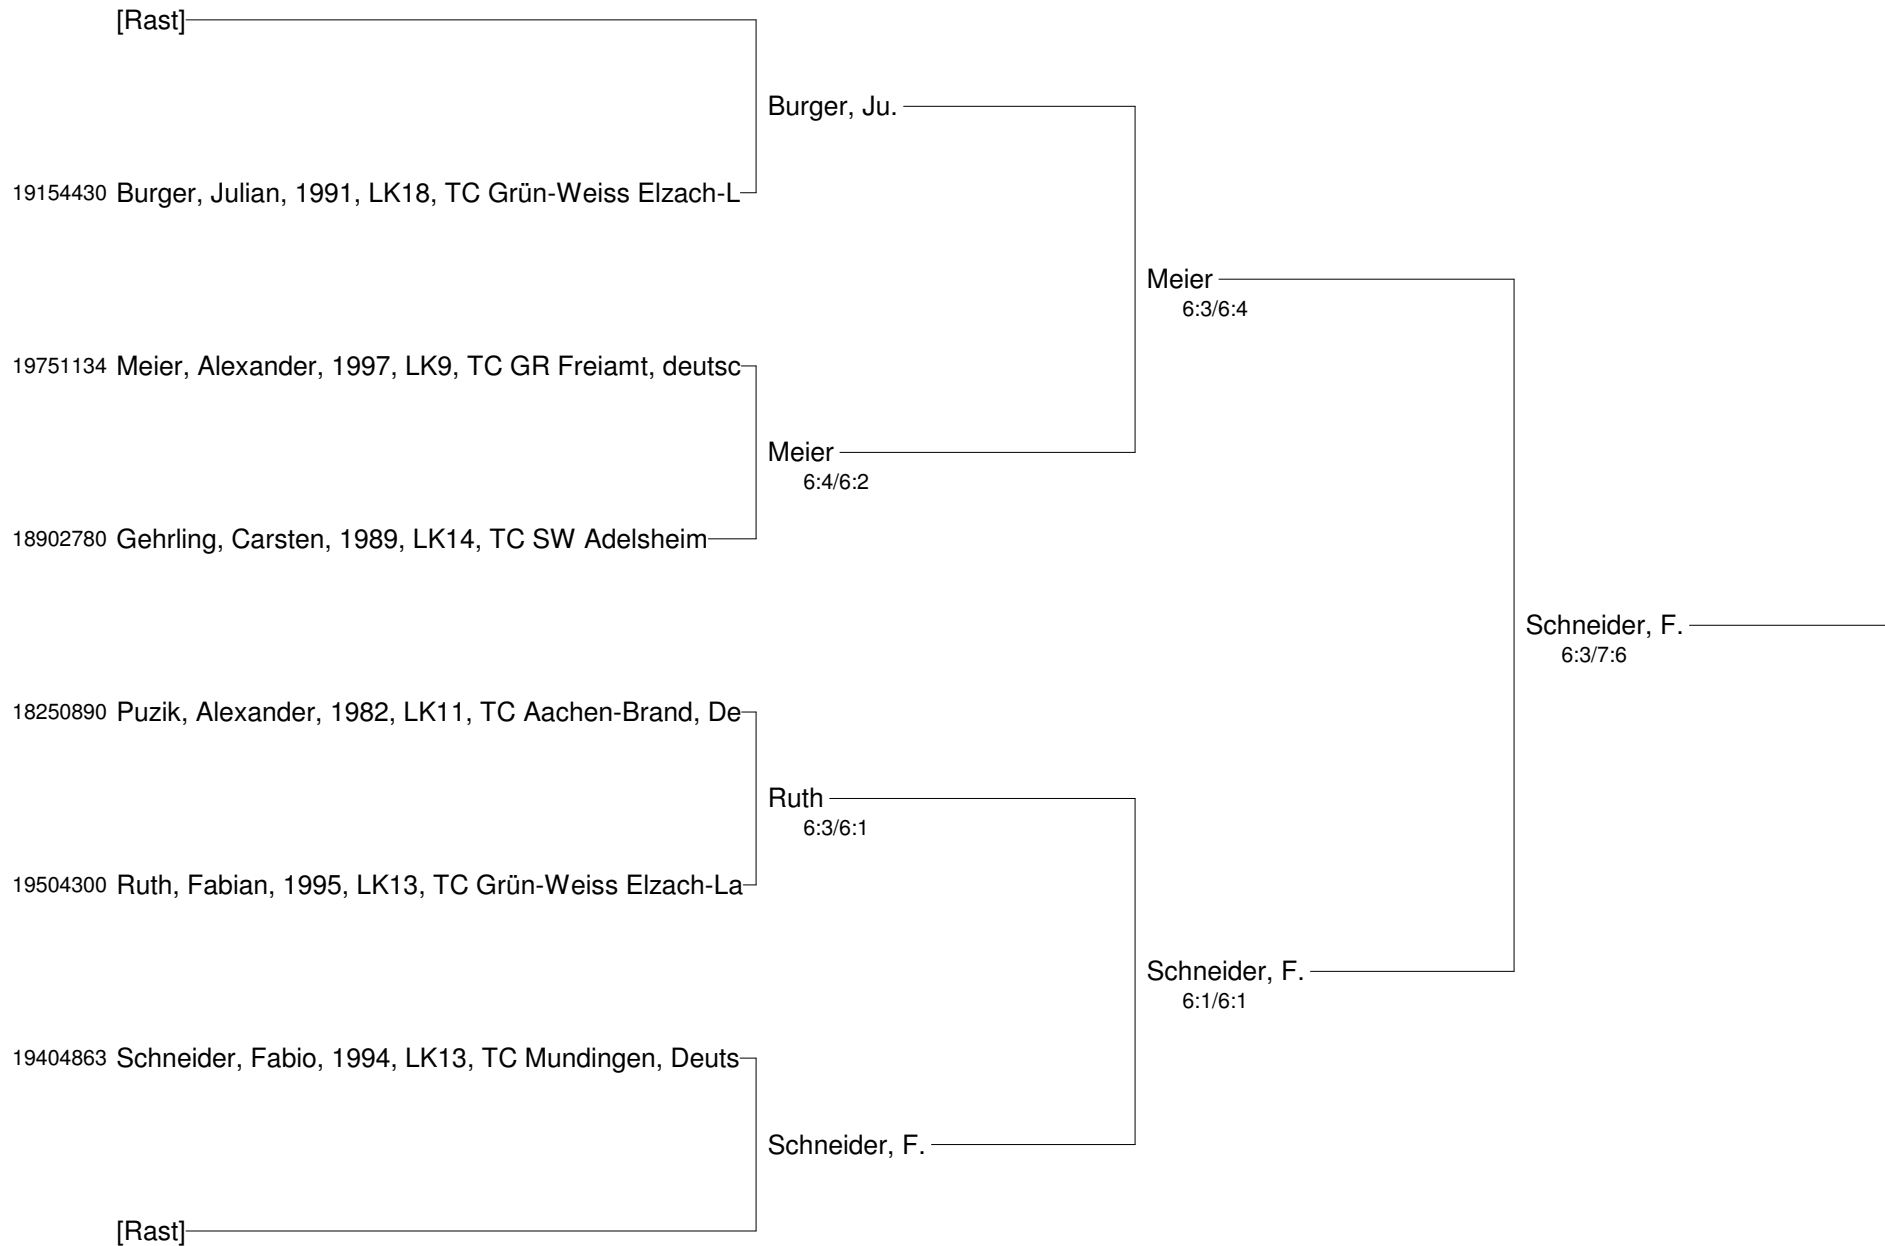 [Rast]
Burger, Ju.
19154430 Burger, Julian, 1991, LK18, TC Grün-Weiss Elzach-L
Meier
6:3/6:4
19751134 Meier, Alexander, 1997, LK9, TC GR Freiamt, deutsc
Meier
6:4/6:2
18902780 Gehrling, Carsten, 1989, LK14, TC SW Adelsheim
Schneider, F.
6:3/7:6
18250890 Puzik, Alexander, 1982, LK11, TC Aachen-Brand, De
Ruth
6:3/6:1
19504300 Ruth, Fabian, 1995, LK13, TC Grün-Weiss Elzach-La
Schneider, F.
6:1/6:1
19404863 Schneider, Fabio, 1994, LK13, TC Mundingen, Deuts
Schneider, F.
[Rast]